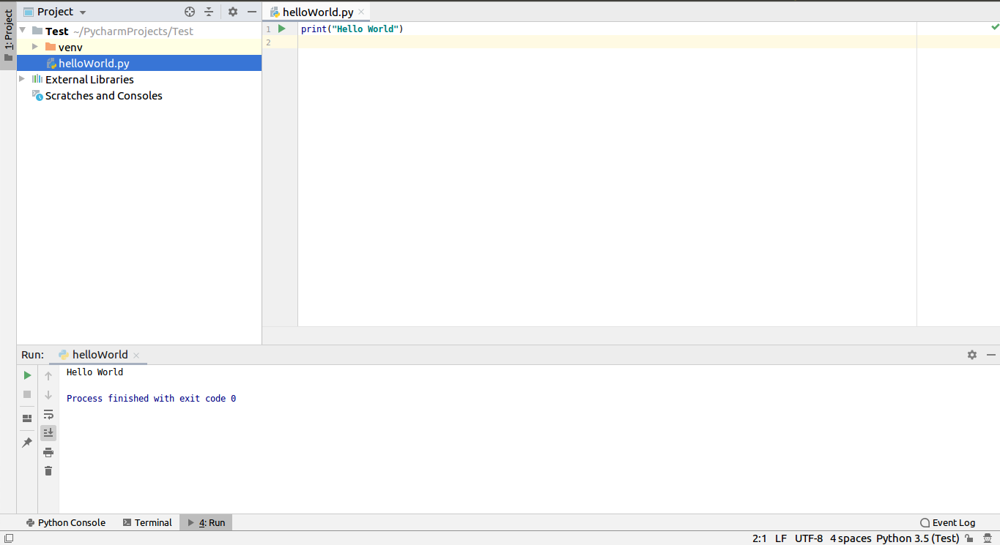 1: Project
Project
helloWorld.py
Test ~/PycharmProjects/Test
venv
helloWorld.py
External Libraries
Scratches and Consoles
1 print("Hello World")
2
Run: helloWorld
Hello World
Process finished with exit code 0
Python Console Terminal 4: Run Event Log
2:1 LF UTF-8 4 spaces Python 3.5 (Test)